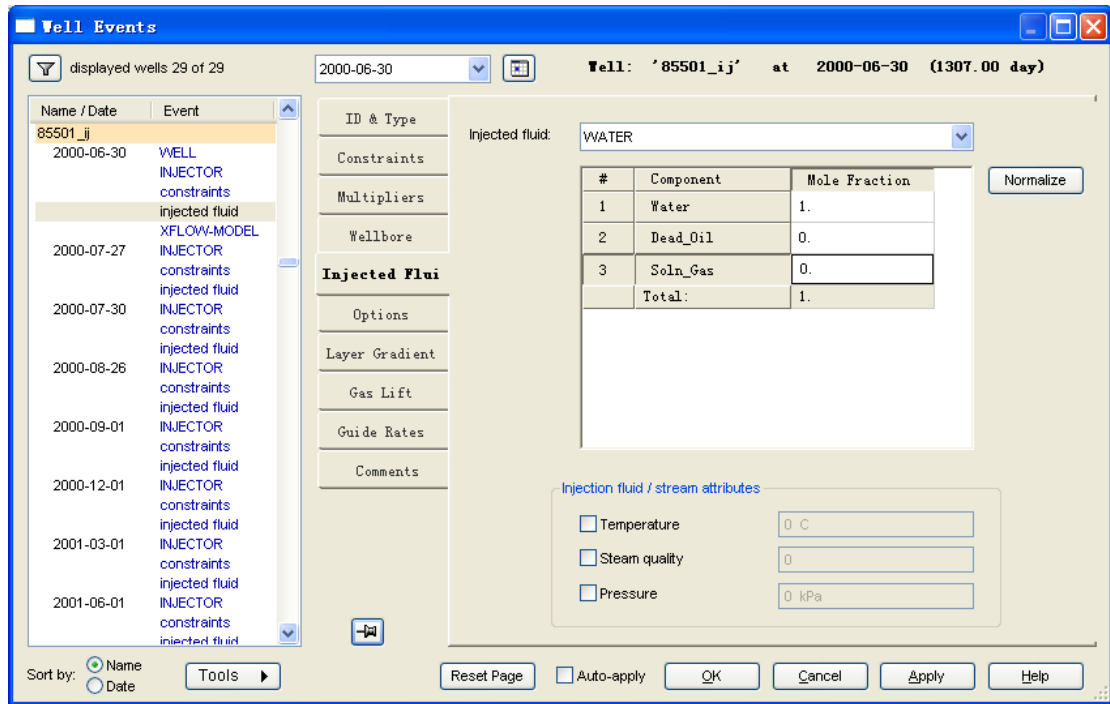 Well Events
displayed wells 29 of 29
2000-06-30
Well: '85501_ij' at 2000-06-30 (1307.00 day)
Name / Date Event
85501_ij
2000-06-30 WELL
INJECTOR
constraints
injected fluid
XFLOW-MODEL
2000-07-27 INJECTOR
constraints
injected fluid
2000-07-30 INJECTOR
constraints
injected fluid
2000-08-26 INJECTOR
constraints
injected fluid
2000-09-01 INJECTOR
constraints
injected fluid
2000-12-01 INJECTOR
constraints
injected fluid
2001-03-01 INJECTOR
constraints
injected fluid
2001-06-01 INJECTOR
constraints
injected fluid
ID & Type
Constraints
Multipliers
Wellbore
Injected Flui
Options
Layer Gradient
Gas Lift
Guide Rates
Comments
Injected fluid: WATER
# Component Mole Fraction
1 Water 1.
2 Dead_Oil 0.
3 Soln_Gas 0.
Total: 1.
Normalize
Injection fluid / stream attributes
Temperature 0 C
Steam quality 0
Pressure 0 kPa
Sort by: Name
Date
Tools
Reset Page
Auto-apply
OK
Cancel
Apply
Help